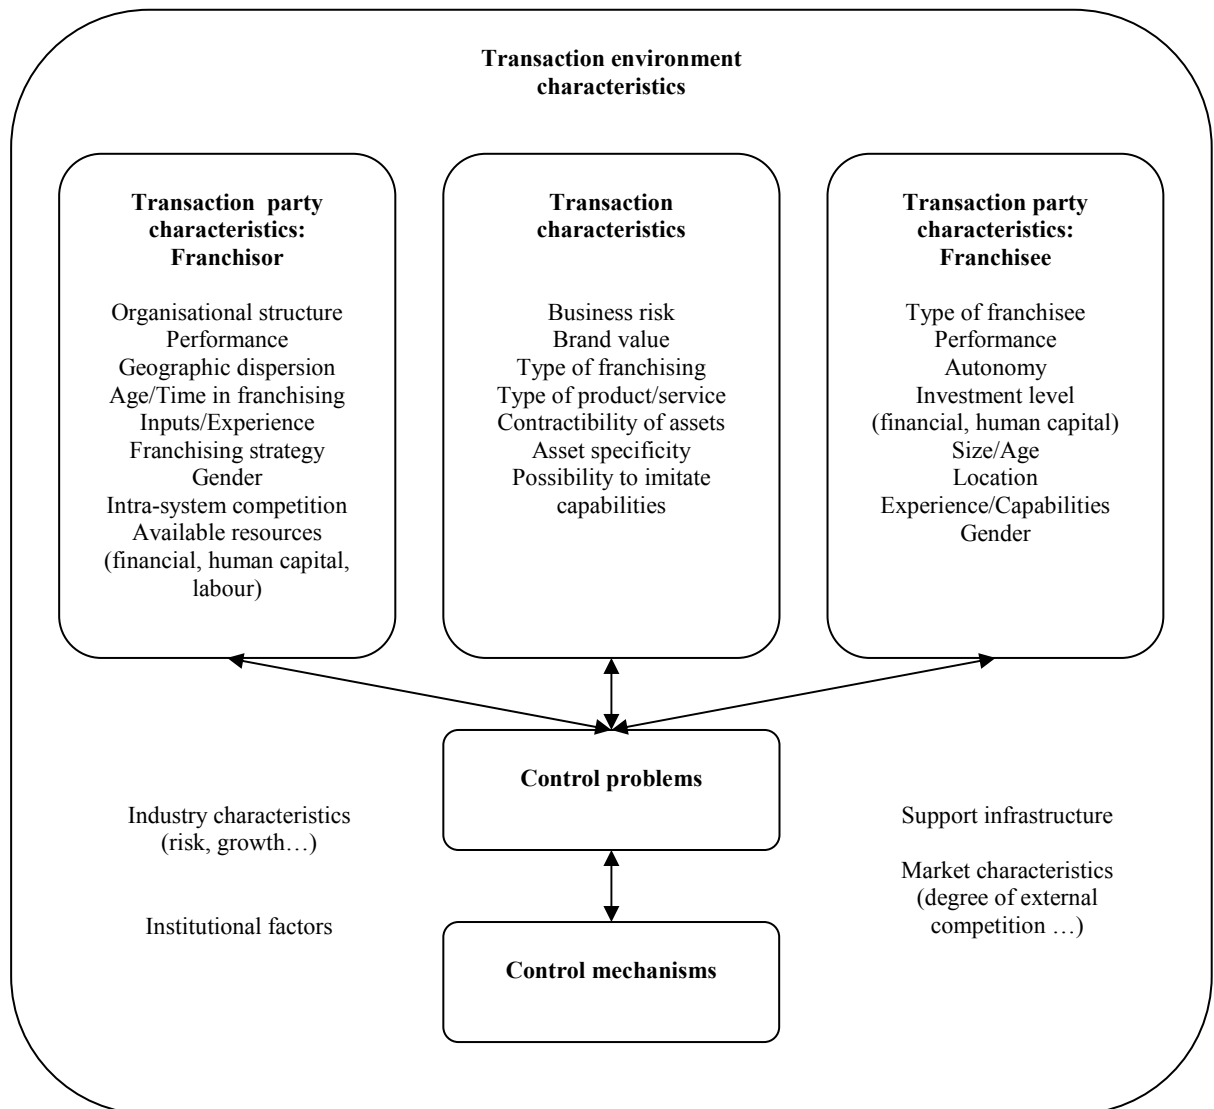 Transaction environment
characteristics
Transaction party
characteristics:
Franchisor
Organisational structure
Performance
Geographic dispersion
Age/Time in franchising
Inputs/Experience
Franchising strategy
Gender
Intra-system competition
Available resources
(financial, human capital,
labour)
Transaction
characteristics
Business risk
Brand value
Type of franchising
Type of product/service
Contractibility of assets
Asset specificity
Possibility to imitate
capabilities
Transaction party
characteristics:
Franchisee
Type of franchisee
Performance
Autonomy
Investment level
(financial, human capital)
Size/Age
Location
Experience/Capabilities
Gender
Control problems
Industry characteristics
(risk, growth…)
Institutional factors
Support infrastructure
Market characteristics
(degree of external
competition …)
Control mechanisms